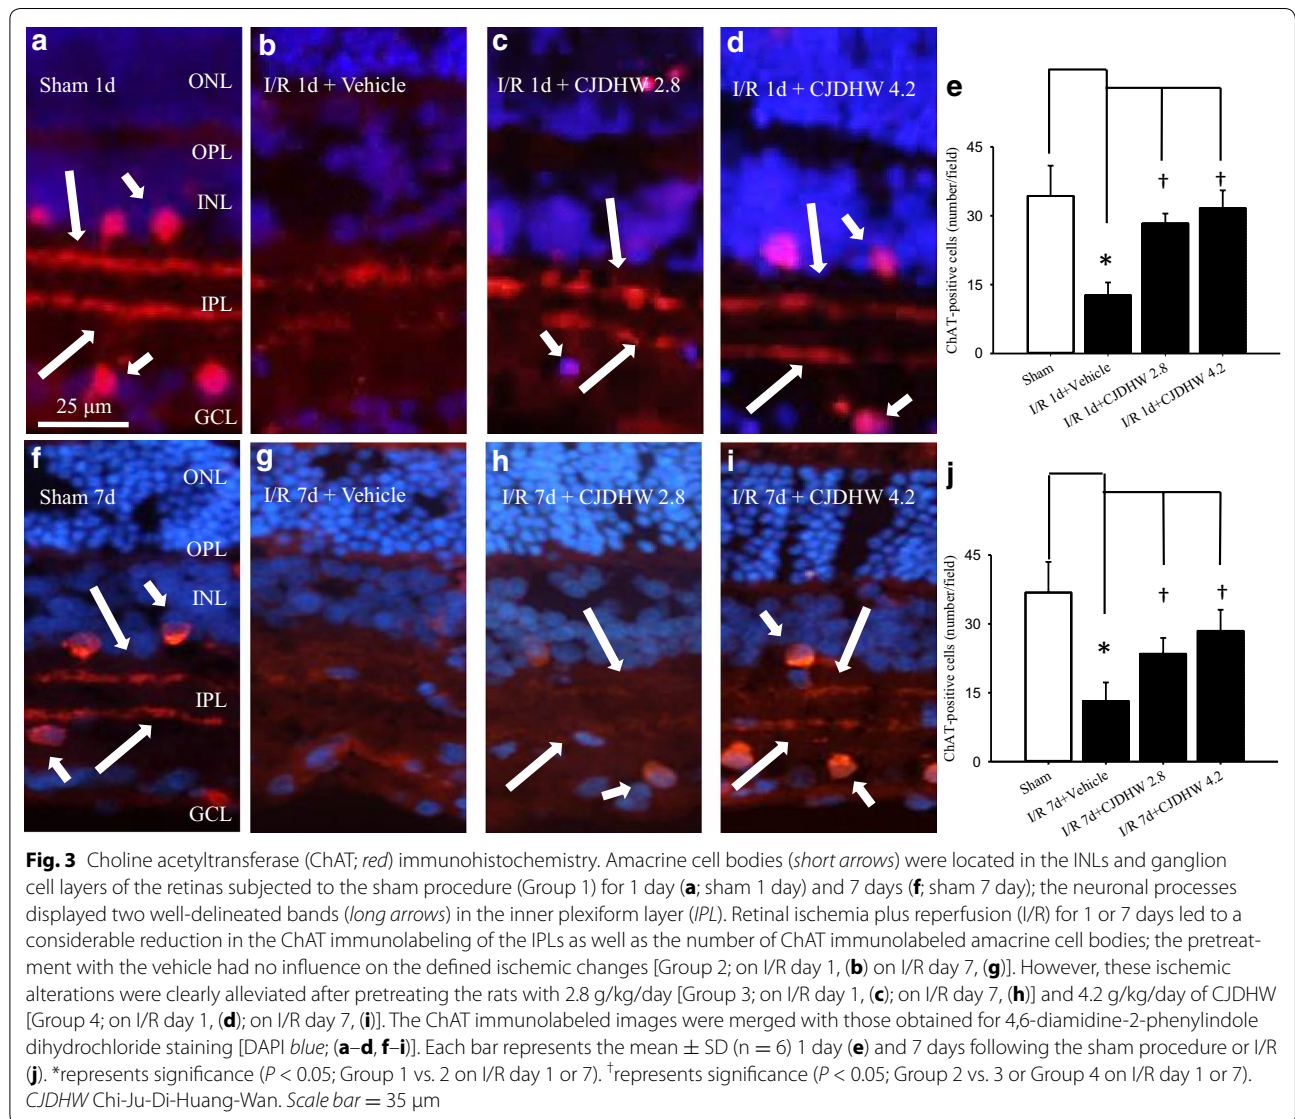 a
Sham 1d
ONL
OPL
INL
IPL
GCL
25 µm
b
I/R 1d + Vehicle
c
I/R 1d + CJDHW 2.8
d
I/R 1d + CJDHW 4.2
e
ChAT-positive cells (number/field)
45
30
15
0
*
†
†
Sham
I/R 1d+Vehicle
I/R 1d+CJDHW 2.8
I/R 1d+CJDHW 4.2
f
Sham 7d
ONL
OPL
INL
IPL
GCL
g
I/R 7d + Vehicle
h
I/R 7d + CJDHW 2.8
i
I/R 7d + CJDHW 4.2
j
ChAT-positive cells (number/field)
45
30
15
0
*
†
†
Sham
I/R 7d+Vehicle
I/R 7d+CJDHW 2.8
I/R 7d+CJDHW 4.2
Fig. 3 Choline acetyltransferase (ChAT; red) immunohistochemistry. Amacrine cell bodies (short arrows) were located in the INLs and ganglion
cell layers of the retinas subjected to the sham procedure (Group 1) for 1 day (a; sham 1 day) and 7 days (f; sham 7 day); the neuronal processes
displayed two well-delineated bands (long arrows) in the inner plexiform layer (IPL). Retinal ischemia plus reperfusion (I/R) for 1 or 7 days led to a
considerable reduction in the ChAT immunolabeling of the IPLs as well as the number of ChAT immunolabeled amacrine cell bodies; the pretreat-
ment with the vehicle had no influence on the defined ischemic changes [Group 2; on I/R day 1, (b) on I/R day 7, (g)]. However, these ischemic
alterations were clearly alleviated after pretreating the rats with 2.8 g/kg/day [Group 3; on I/R day 1, (c); on I/R day 7, (h)] and 4.2 g/kg/day of CJDHW
[Group 4; on I/R day 1, (d); on I/R day 7, (i)]. The ChAT immunolabeled images were merged with those obtained for 4,6-diamidine-2-phenylindole
dihydrochloride staining [DAPI blue; (a–d, f–i)]. Each bar represents the mean ± SD (n = 6) 1 day (e) and 7 days following the sham procedure or I/R
(j). *represents significance (P < 0.05; Group 1 vs. 2 on I/R day 1 or 7). †represents significance (P < 0.05; Group 2 vs. 3 or Group 4 on I/R day 1 or 7).
CJDHW Chi-Ju-Di-Huang-Wan. Scale bar = 35 µm